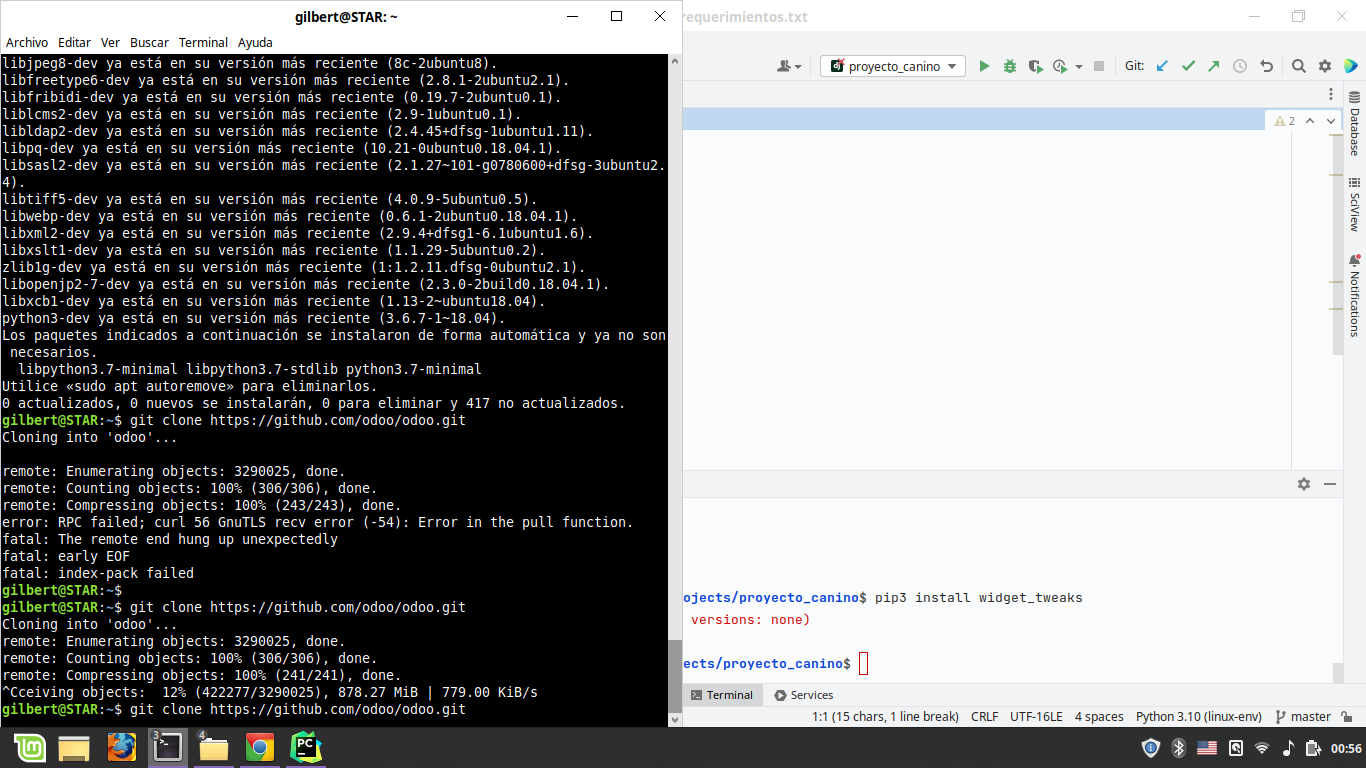 gilbert@STAR: ~
Archivo Editar Ver Buscar Terminal Ayuda
libjpeg8-dev ya está en su versión más reciente (8c-2ubuntu8).
libfreetype6-dev ya está en su versión más reciente (2.8.1-2ubuntu2.1).
libfribidi-dev ya está en su versión más reciente (0.19.7-2ubuntu0.1).
liblcms2-dev ya está en su versión más reciente (2.9-1ubuntu0.1).
libldap2-dev ya está en su versión más reciente (2.4.45+dfsg-1ubuntu1.11).
libpq-dev ya está en su versión más reciente (10.21-0ubuntu0.18.04.1).
libsasl2-dev ya está en su versión más reciente (2.1.27~101-g0780600+dfsg-3ubuntu2.
4).
libtiff5-dev ya está en su versión más reciente (4.0.9-5ubuntu0.5).
libwebp-dev ya está en su versión más reciente (0.6.1-2ubuntu0.18.04.1).
libxml2-dev ya está en su versión más reciente (2.9.4+dfsg1-6.1ubuntu1.6).
libxslt1-dev ya está en su versión más reciente (1.1.29-5ubuntu0.2).
zlib1g-dev ya está en su versión más reciente (1:1.2.11.dfsg-0ubuntu2.1).
libopenjp2-7-dev ya está en su versión más reciente (2.3.0-2build0.18.04.1).
libxcb1-dev ya está en su versión más reciente (1.13-2~ubuntu18.04).
python3-dev ya está en su versión más reciente (3.6.7-1~18.04).
Los paquetes indicados a continuación se instalaron de forma automática y ya no son
necesarios.
libpython3.7-minimal libpython3.7-stdlib python3.7-minimal
Utilice «sudo apt autoremove» para eliminarlos.
0 actualizados, 0 nuevos se instalarán, 0 para eliminar y 417 no actualizados.
gilbert@STAR:~$ git clone https://github.com/odoo/odoo.git
Cloning into 'odoo'...
remote: Enumerating objects: 3290025, done.
remote: Counting objects: 100% (306/306), done.
remote: Compressing objects: 100% (243/243), done.
error: RPC failed; curl 56 GnuTLS recv error (-54): Error in the pull function.
fatal: The remote end hung up unexpectedly
fatal: early EOF
fatal: index-pack failed
gilbert@STAR:~$
gilbert@STAR:~$ git clone https://github.com/odoo/odoo.git
Cloning into 'odoo'...
remote: Enumerating objects: 3290025, done.
remote: Counting objects: 100% (306/306), done.
remote: Compressing objects: 100% (241/241), done.
^Cceiving objects:  12% (422277/3290025), 878.27 MiB | 779.00 KiB/s
gilbert@STAR:~$ git clone https://github.com/odoo/odoo.git
requerimientos.txt
proyecto_canino
Git:
2
Database
SciView
Notifications
ojects/proyecto_canino$ pip3 install widget_tweaks
versions: none)
ects/proyecto_canino$
Terminal Services
1:1 (15 chars, 1 line break) CRLF UTF-16LE 4 spaces Python 3.10 (linux-env) master
3
4
PC
00:56